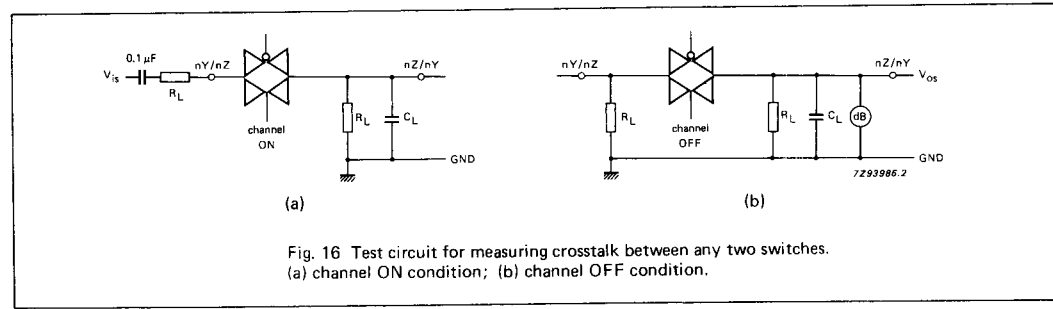 0.1 μF
V_is
nY/nZ
R_L
channel
ON
R_L
C_L
nZ/nY
GND
(a)
nY/nZ
R_L
channel
OFF
R_L
C_L
dB
nZ/nY
V_os
GND
7Z93986.2
(b)
Fig. 16 Test circuit for measuring crosstalk between any two switches.
(a) channel ON condition; (b) channel OFF condition.